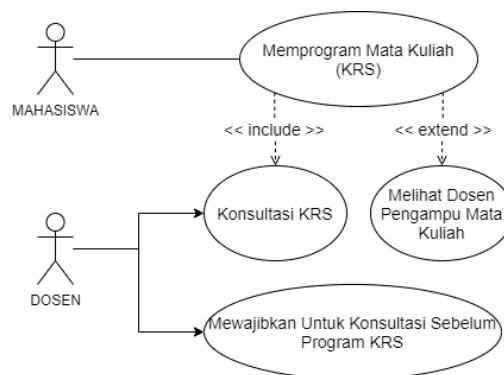 Memprogram Mata Kuliah
(KRS)
MAHASISWA
<< include >>
<< extend >>
Konsultasi KRS
Melihat Dosen
Pengampu Mata
Kuliah
DOSEN
Mewajibkan Untuk Konsultasi Sebelum
Program KRS